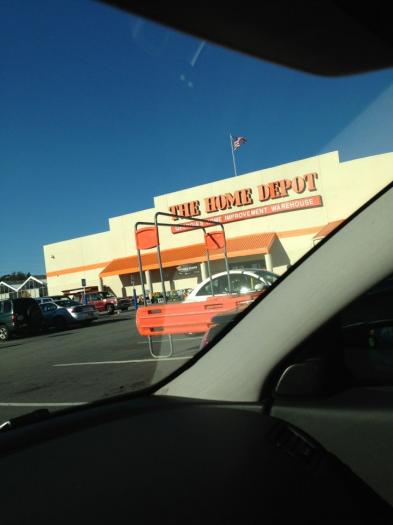 THE HOME DEPOT
HOME IMPROVEMENT WAREHOUSE